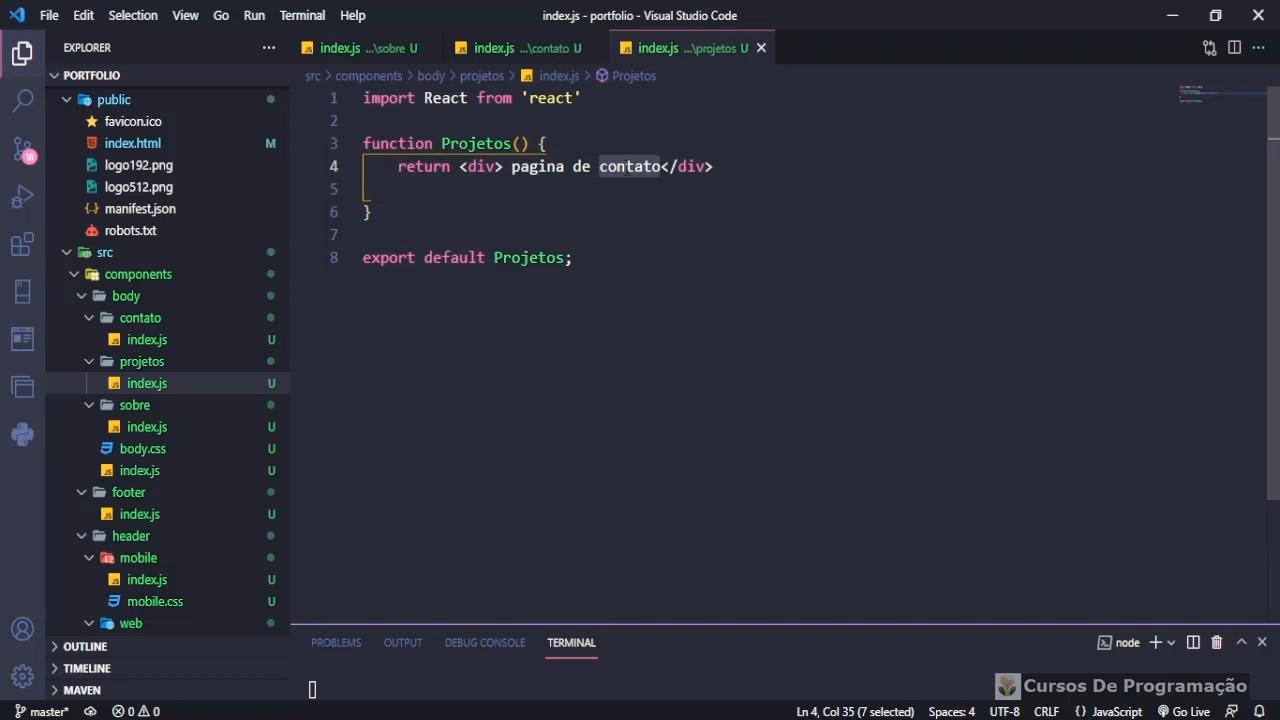 File Edit Selection View Go Run Terminal Help index.js - portfolio - Visual Studio Code
EXPLORER
PORTFOLIO
public
favicon.ico
index.html M
logo192.png
logo512.png
manifest.json
robots.txt
src
components
body
contato
index.js U
projetos
index.js U
sobre
index.js U
body.css U
index.js U
footer
index.js U
header
mobile
index.js U
mobile.css U
web
OUTLINE
TIMELINE
MAVEN
18
index.js ...\sobre U index.js ...\contato U index.js ...\projetos U
src > components > body > projetos > index.js > Projetos
1 import React from 'react'
2
3 function Projetos() {
4 return <div> pagina de contato</div>
5
6 }
7
8 export default Projetos;
PROBLEMS OUTPUT DEBUG CONSOLE TERMINAL node
Cursos De Programação
master* 0 0 Ln 4, Col 35 (7 selected) Spaces: 4 UTF-8 CRLF {} JavaScript Go Live